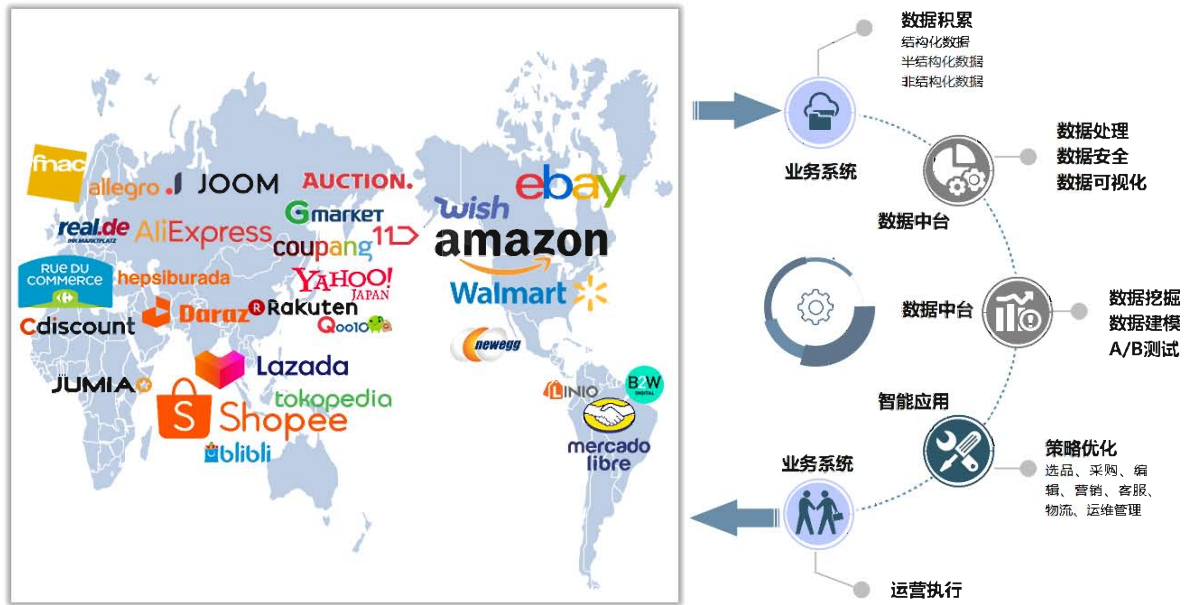 fnac
allegro
JOOM
AUCTION.
Gmarket
ebay
wish
real.de
IHR MARKTPLATZ
AliExpress
coupang
11
amazon
RUE DU
COMMERCE
hepsiburada
YAHOO!
JAPAN
Walmart
Cdiscount
Daraz
R Rakuten
Qoo10
newegg
JUMIA
Lazada
LINIO
B2W
DIGITAL
tokopedia
S Shopee
mercado
libre
blibli
数据积累
结构化数据
半结构化数据
非结构化数据
业务系统
数据处理
数据安全
数据可视化
数据中台
数据中台
数据挖掘
数据建模
A/B测试
智能应用
策略优化
选品、采购、编
辑、营销、客服、
物流、运维管理
业务系统
运营执行